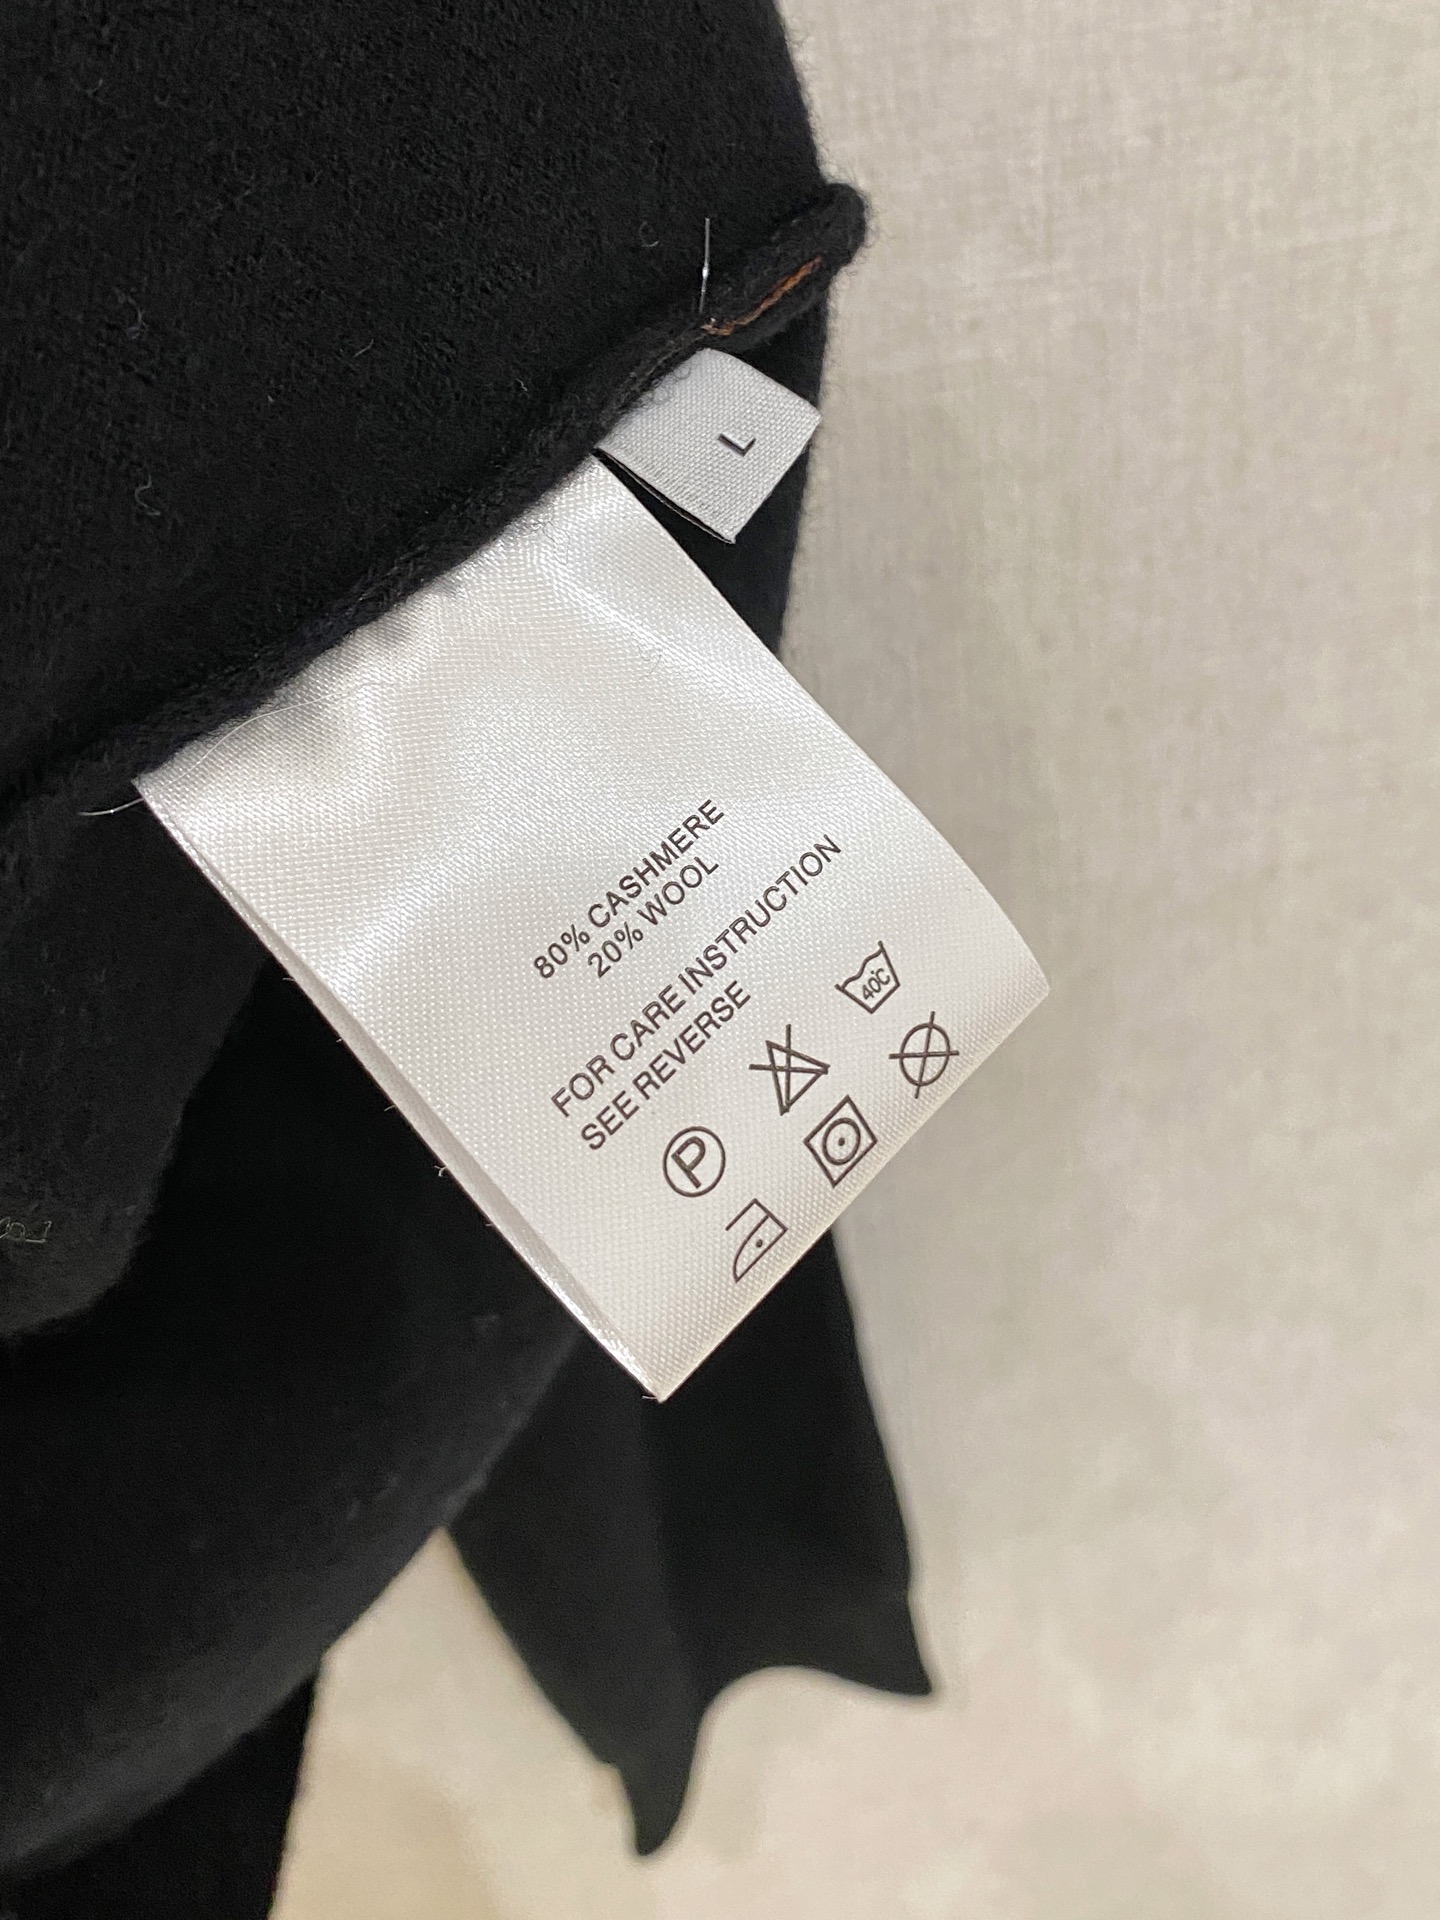 L
80% CASHMERE
20% WOOL
FOR CARE INSTRUCTION
SEE REVERSE
40°C
P